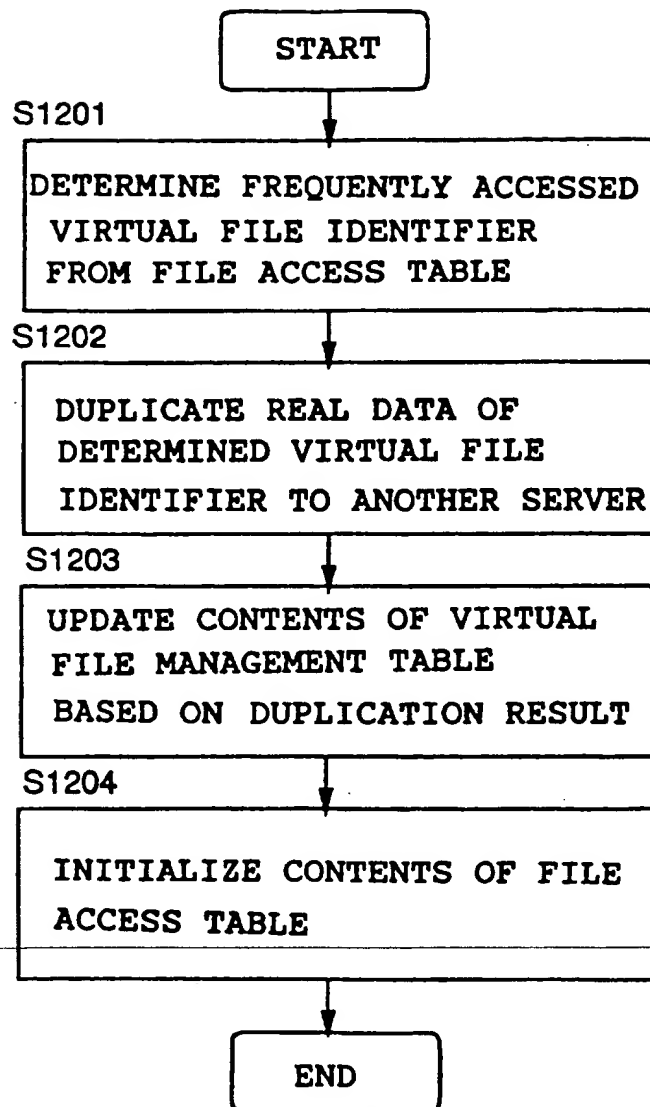 START
S1201
DETERMINE FREQUENTLY ACCESSED
VIRTUAL FILE IDENTIFIER
FROM FILE ACCESS TABLE
S1202
DUPLICATE REAL DATA OF
DETERMINED VIRTUAL FILE
IDENTIFIER TO ANOTHER SERVER
S1203
UPDATE CONTENTS OF VIRTUAL
FILE MANAGEMENT TABLE
BASED ON DUPLICATION RESULT
S1204
INITIALIZE CONTENTS OF FILE
ACCESS TABLE
END